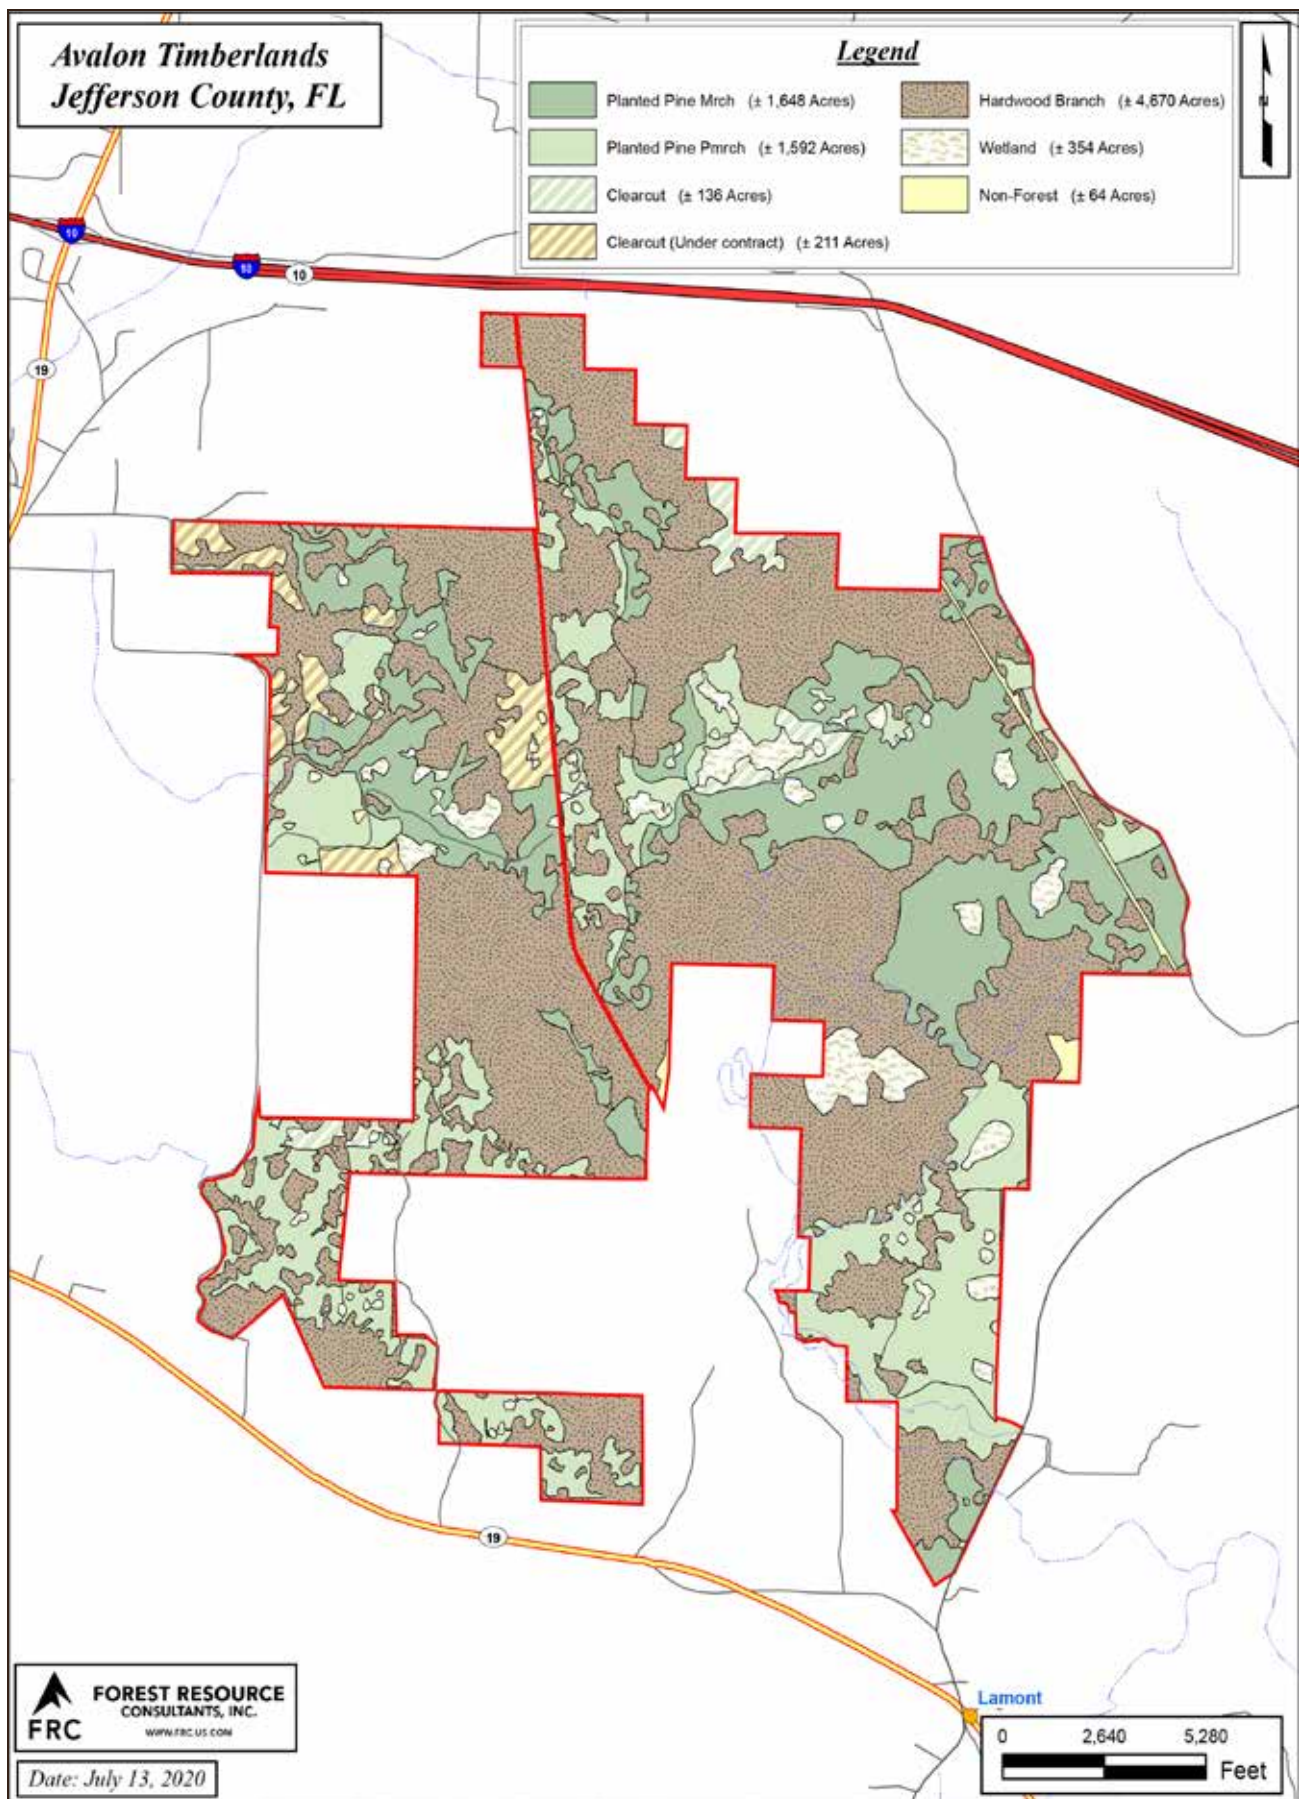 Avalon Timberlands
Jefferson County, FL
Legend
Planted Pine Mrch (± 1,648 Acres)
Planted Pine Pmrch (± 1,592 Acres)
Clearcut (± 136 Acres)
Clearcut (Under contract) (± 211 Acres)
Hardwood Branch (± 4,670 Acres)
Wetland (± 354 Acres)
Non-Forest (± 64 Acres)
N
10
10
10
19
19
Lamont
FRC
FOREST RESOURCE
CONSULTANTS, INC.
WWW.FRC.US.COM
Date: July 13, 2020
0 2,640 5,280
Feet